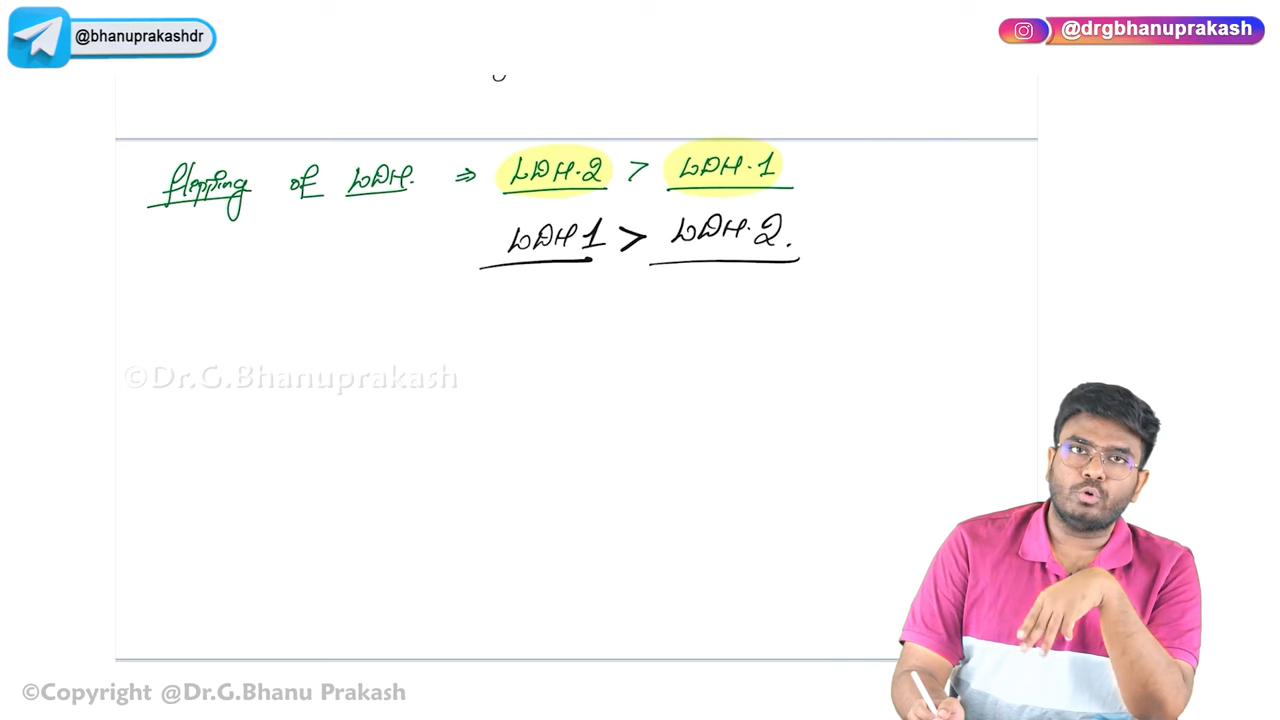 @bhanuprakashdr
@drgbhanuprakash
flipping of LDH. ⇒ LDH·2 > LDH·1
LDH 1 > LDH·2.
©Dr.G.Bhanuprakash
©Copyright @Dr.G.Bhanu Prakash